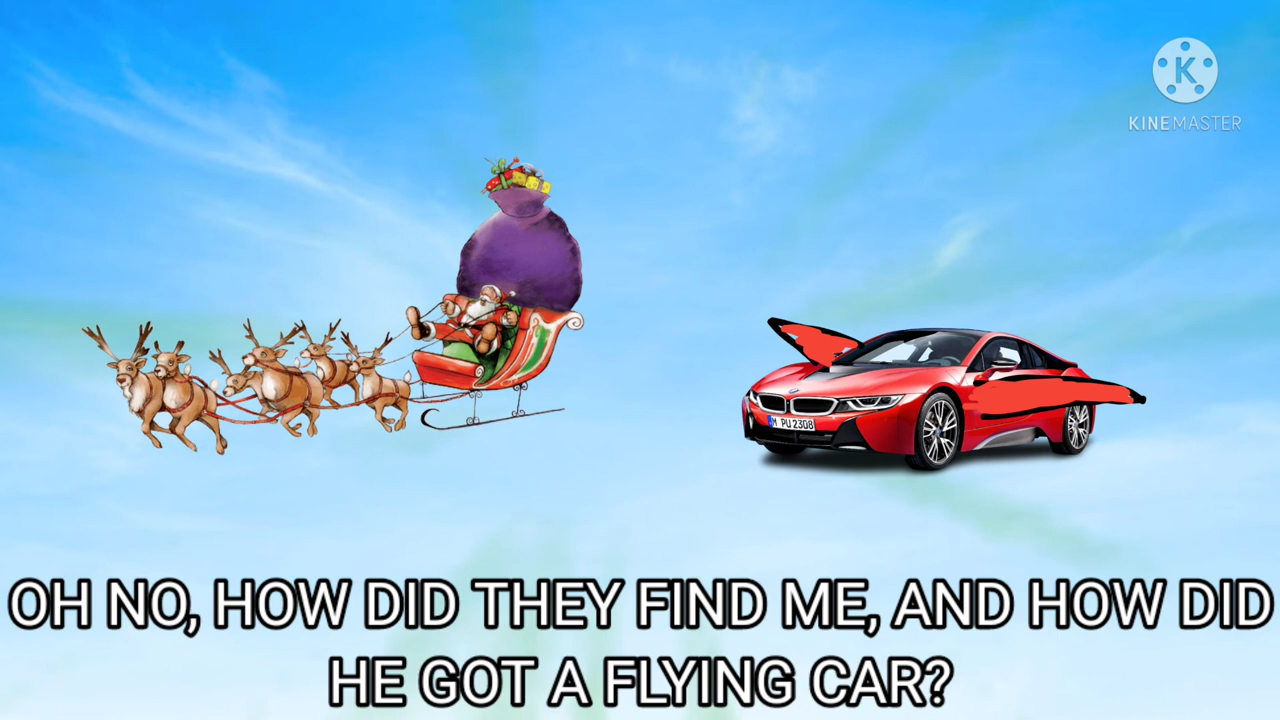 K
KINEMASTER
M PU 2308
OH NO, HOW DID THEY FIND ME, AND HOW DID
HE GOT A FLYING CAR?